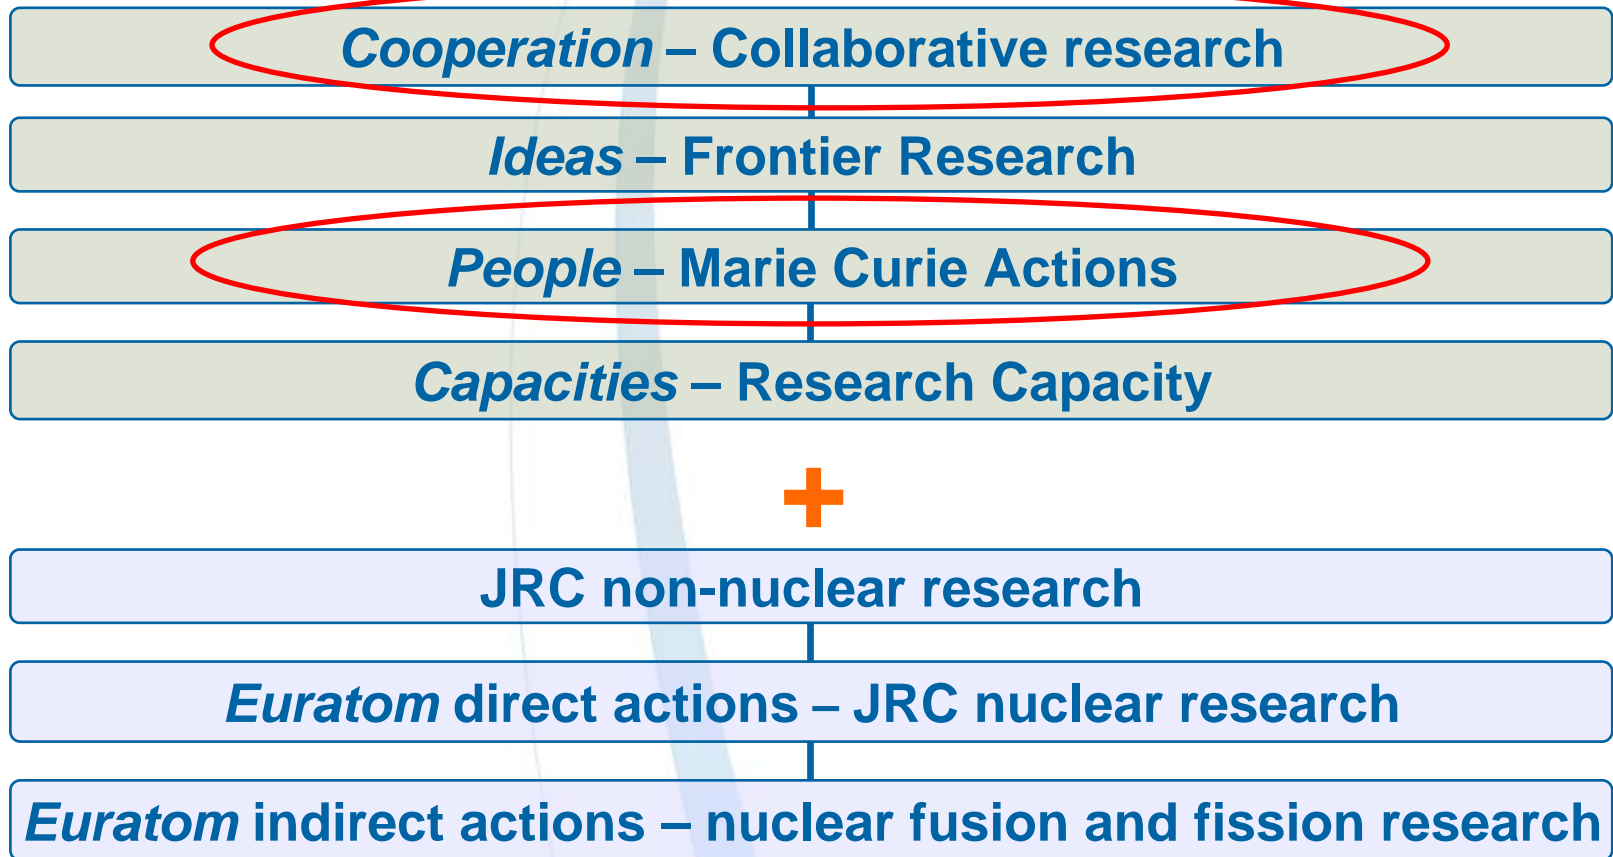 Cooperation – Collaborative research
Ideas – Frontier Research
People – Marie Curie Actions
Capacities – Research Capacity
+
JRC non-nuclear research
Euratom direct actions – JRC nuclear research
Euratom indirect actions – nuclear fusion and fission research